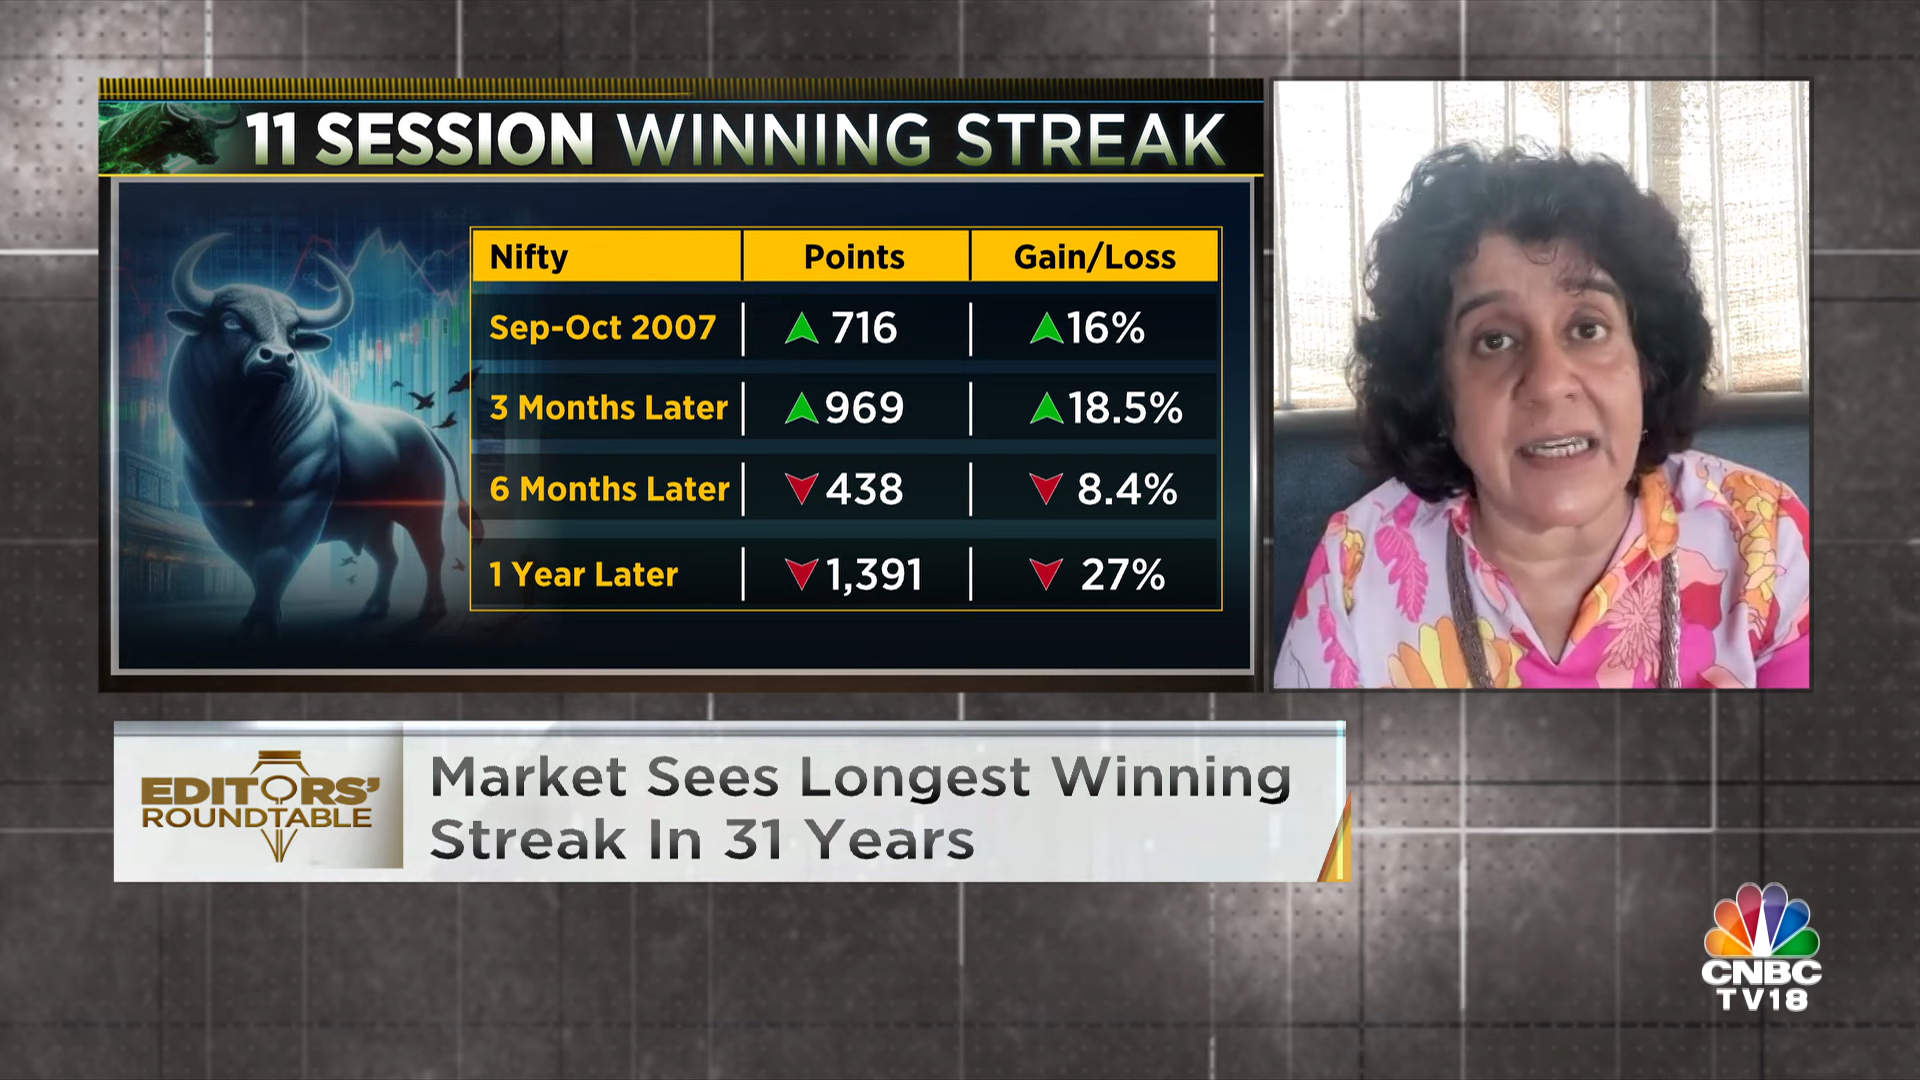 11 SESSION WINNING STREAK
Nifty Points Gain/Loss
Sep-Oct 2007 716 16%
3 Months Later 969 18.5%
6 Months Later 438 8.4%
1 Year Later 1,391 27%
EDITORS' ROUNDTABLE
Market Sees Longest Winning
Streak In 31 Years
CNBC
TV18